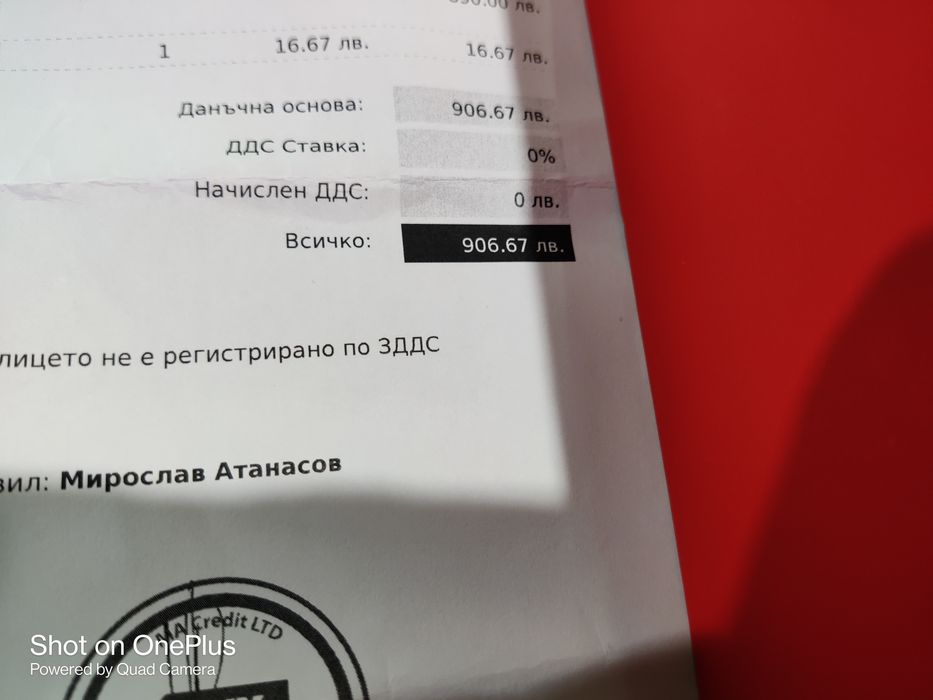 1 16.67 лв. 16.67 лв.
Данъчна основа: 906.67 лв.
ДДС Ставка: 0%
Начислен ДДС: 0 лв.
Всичко: 906.67 лв.
лицето не е регистрирано по ЗДДС
вил: Мирослав Атанасов
Credit LTD
Shot on OnePlus
Powered by Quad Camera